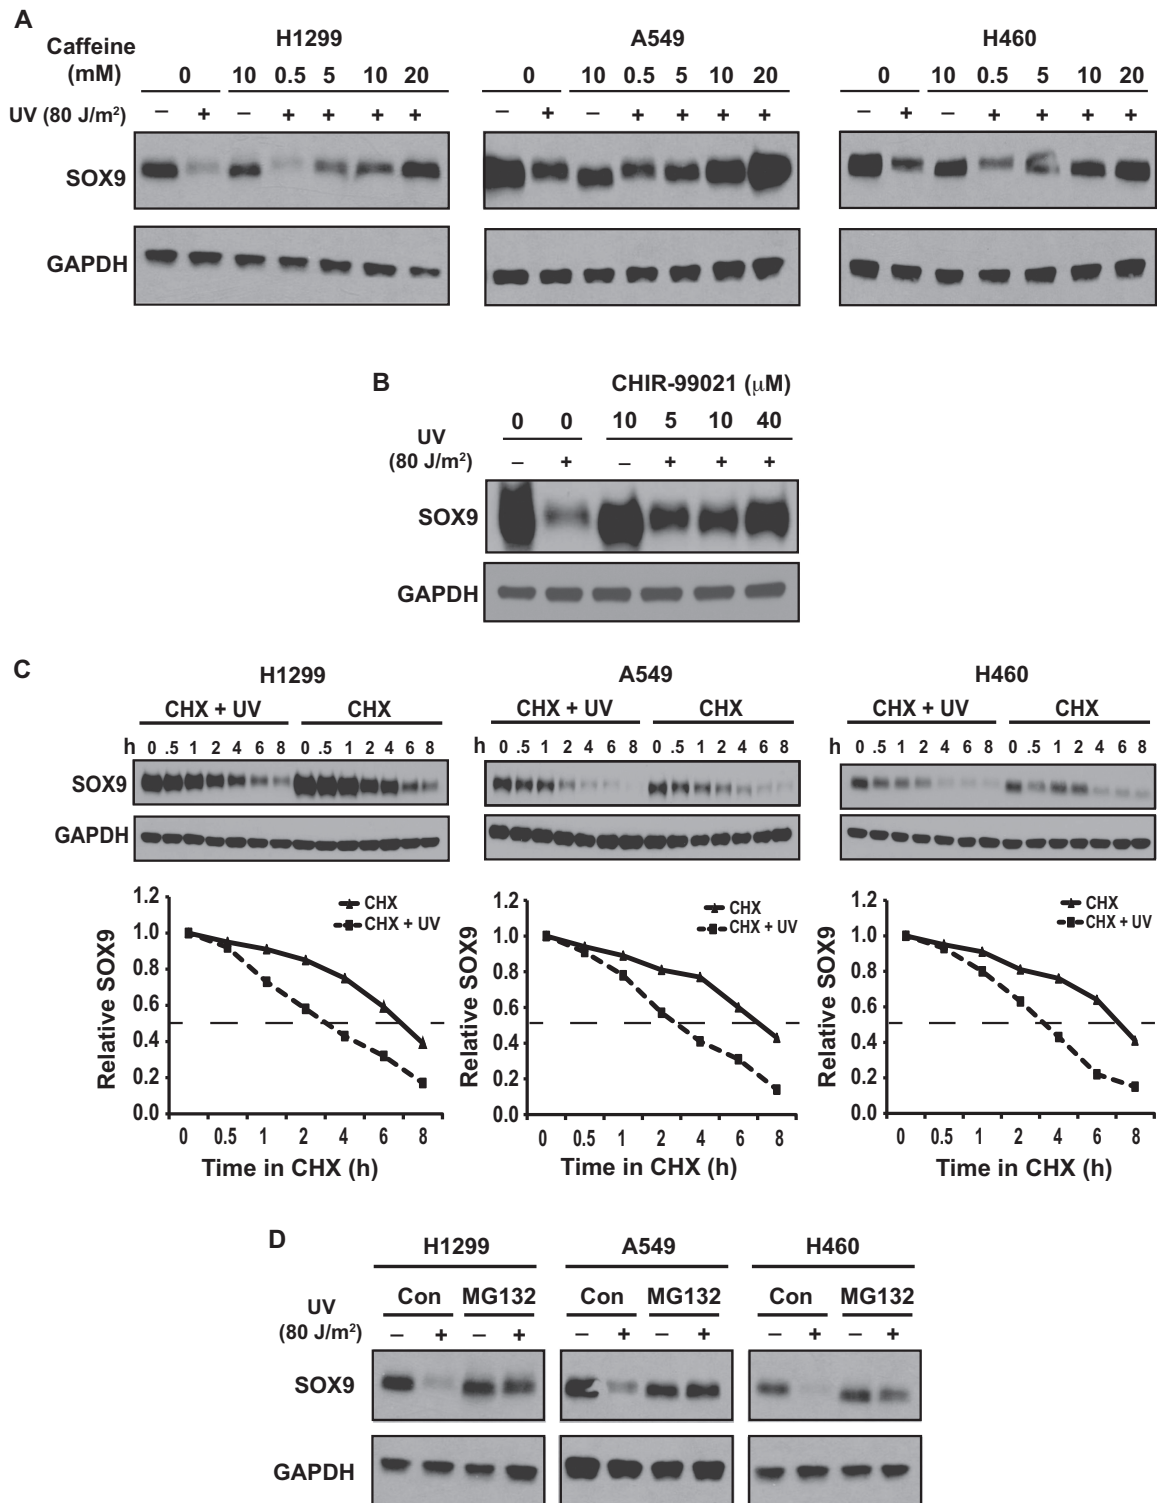 A
Caffeine (mM)
H1299 A549 H460
0 10 0.5 5 10 20 0 10 0.5 5 10 20 0 10 0.5 5 10 20
UV (80 J/m²) – + – + + + + – + – + + + + – + – + + + +
SOX9
GAPDH
B
CHIR-99021 (μM)
0 0 10 5 10 40
UV
(80 J/m²) – + – + + +
SOX9
GAPDH
C
H1299 A549 H460
CHX + UV CHX CHX + UV CHX CHX + UV CHX
h 0 .5 1 2 4 6 8 0 .5 1 2 4 6 8 h 0 .5 1 2 4 6 8 0 .5 1 2 4 6 8 h 0 .5 1 2 4 6 8 0 .5 1 2 4 6 8
SOX9
GAPDH
Relative SOX9
1.2
1.0
0.8
0.6
0.4
0.2
0.0
CHX
CHX + UV
0 0.5 1 2 4 6 8
Time in CHX (h)
Relative SOX9
1.2
1.0
0.8
0.6
0.4
0.2
0.0
CHX
CHX + UV
0 0.5 1 2 4 6 8
Time in CHX (h)
Relative SOX9
1.2
1.0
0.8
0.6
0.4
0.2
0.0
CHX
CHX + UV
0 0.5 1 2 4 6 8
Time in CHX (h)
D
H1299 A549 H460
Con MG132 Con MG132 Con MG132
UV
(80 J/m²) – + – + – + – + – + – +
SOX9
GAPDH